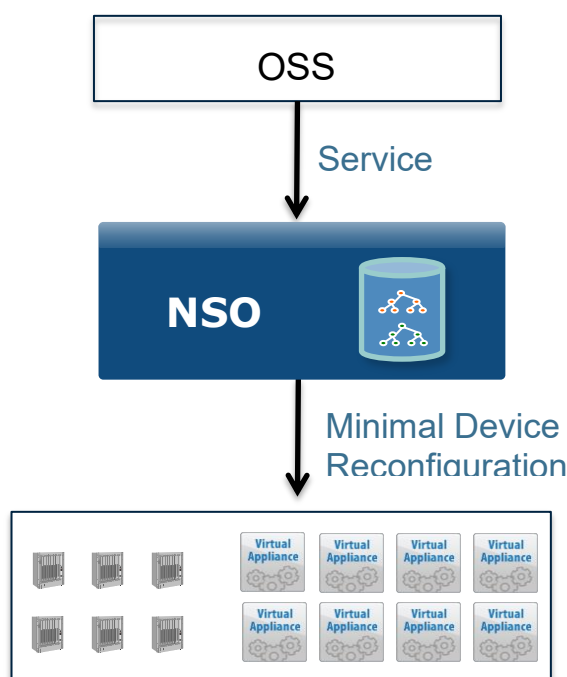 OSS
Service
NSO
Minimal Device
Reconfiguration
Virtual
Appliance
Virtual
Appliance
Virtual
Appliance
Virtual
Appliance
Virtual
Appliance
Virtual
Appliance
Virtual
Appliance
Virtual
Appliance